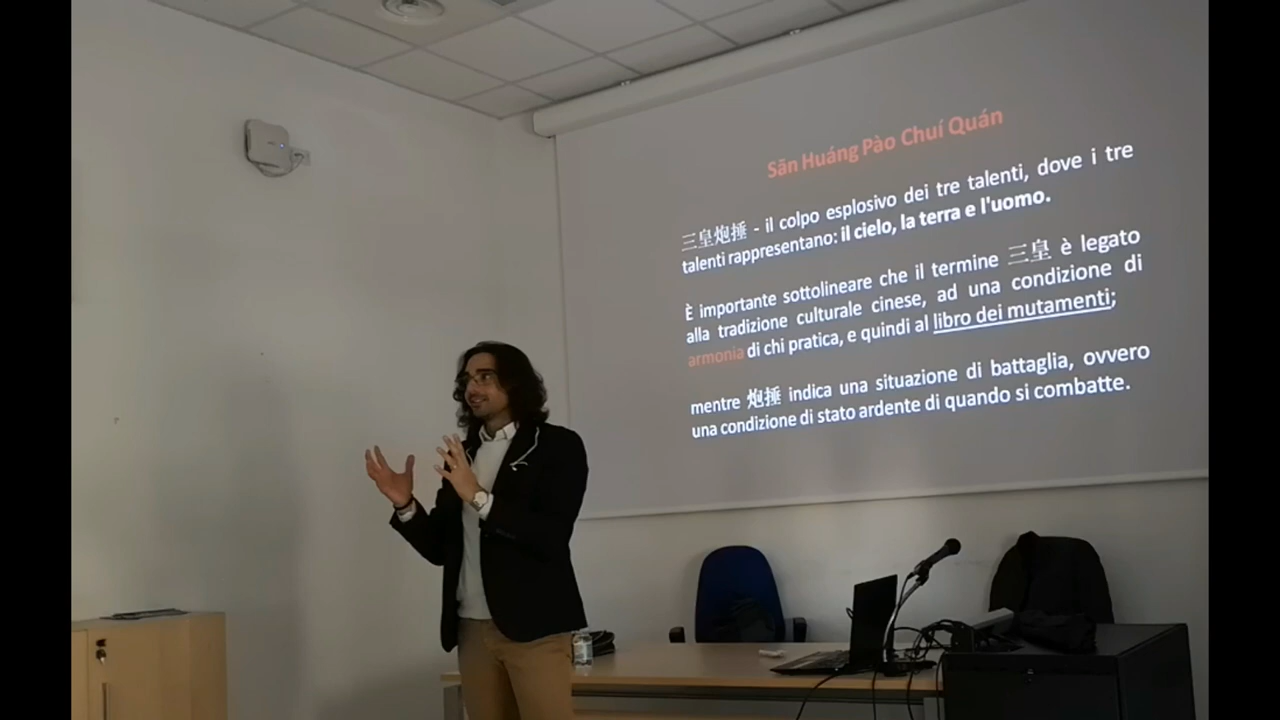 Sān Huáng Pào Chuí Quán
三皇炮捶 - il colpo esplosivo dei tre talenti, dove i tre
talenti rappresentano: il cielo, la terra e l'uomo.
È importante sottolineare che il termine 三皇 è legato
alla tradizione culturale cinese, ad una condizione di
armonia di chi pratica, e quindi al libro dei mutamenti;
mentre 炮捶 indica una situazione di battaglia, ovvero
una condizione di stato ardente di quando si combatte.